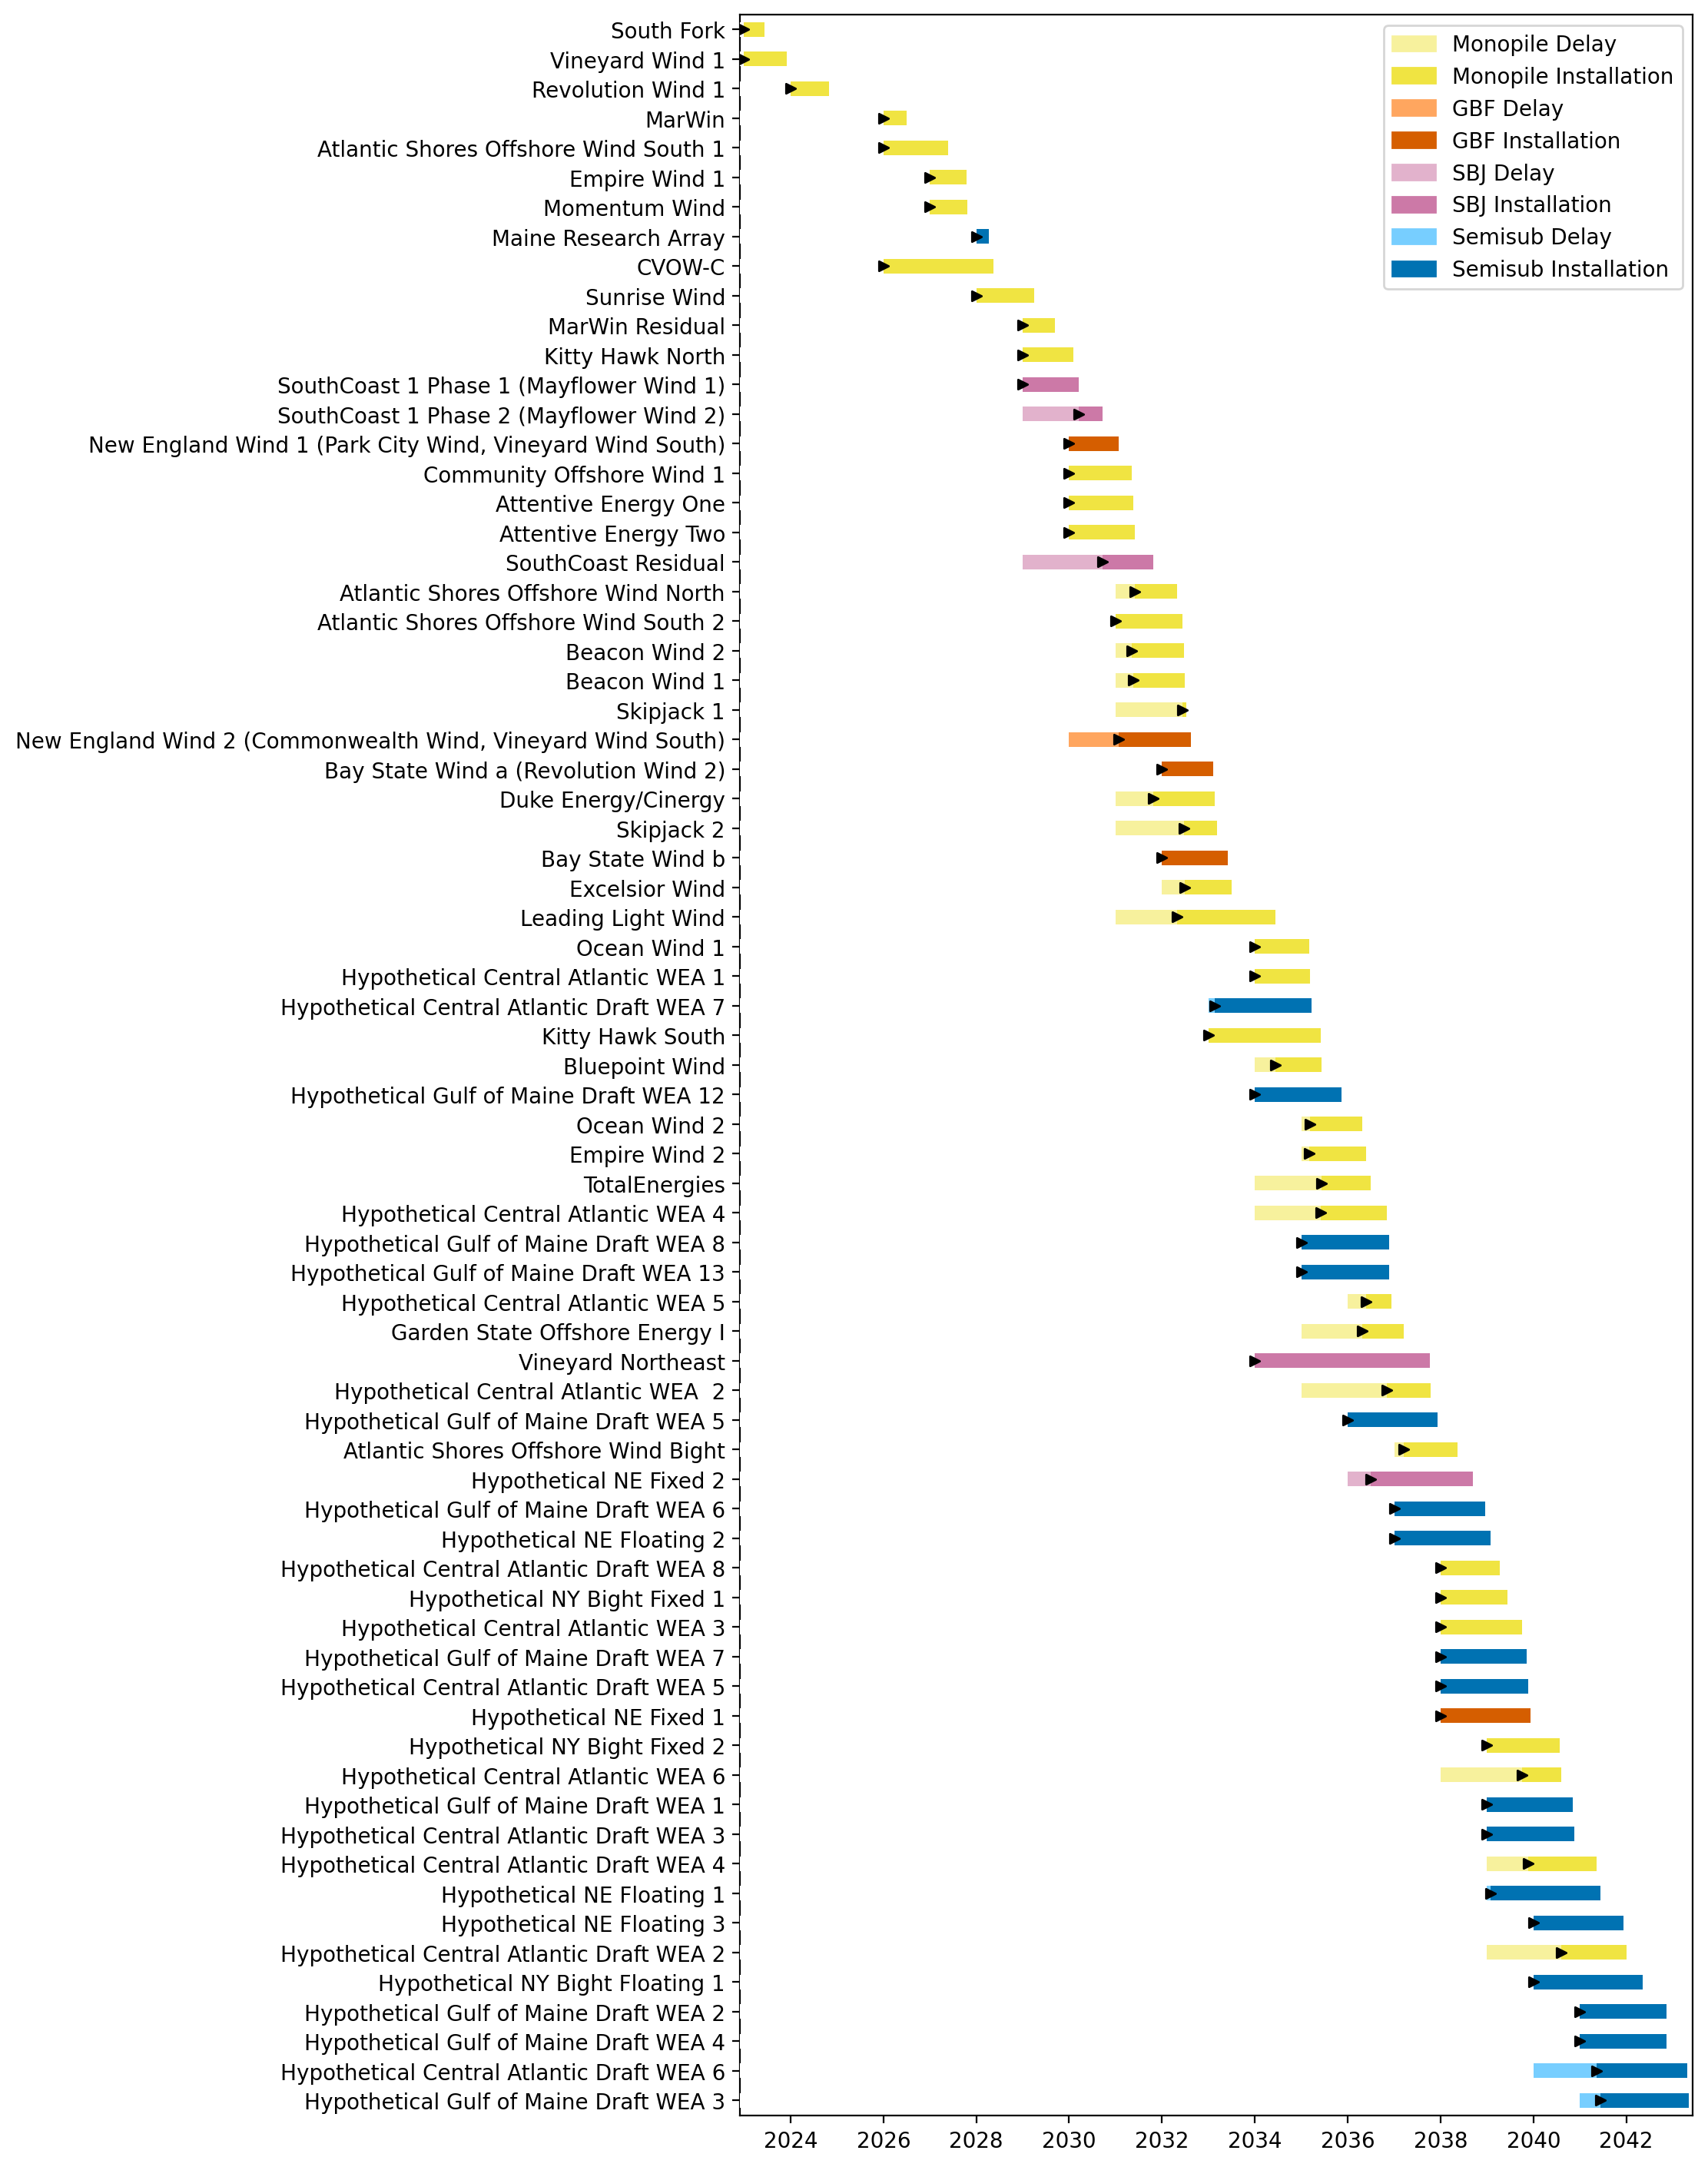 South Fork
Vineyard Wind 1
Revolution Wind 1
MarWin
Atlantic Shores Offshore Wind South 1
Empire Wind 1
Momentum Wind
Maine Research Array
CVOW-C
Sunrise Wind
MarWin Residual
Kitty Hawk North
SouthCoast 1 Phase 1 (Mayflower Wind 1)
SouthCoast 1 Phase 2 (Mayflower Wind 2)
New England Wind 1 (Park City Wind, Vineyard Wind South)
Community Offshore Wind 1
Attentive Energy One
Attentive Energy Two
SouthCoast Residual
Atlantic Shores Offshore Wind North
Atlantic Shores Offshore Wind South 2
Beacon Wind 2
Beacon Wind 1
Skipjack 1
New England Wind 2 (Commonwealth Wind, Vineyard Wind South)
Bay State Wind a (Revolution Wind 2)
Duke Energy/Cinergy
Skipjack 2
Bay State Wind b
Excelsior Wind
Leading Light Wind
Ocean Wind 1
Hypothetical Central Atlantic WEA 1
Hypothetical Central Atlantic Draft WEA 7
Kitty Hawk South
Bluepoint Wind
Hypothetical Gulf of Maine Draft WEA 12
Ocean Wind 2
Empire Wind 2
TotalEnergies
Hypothetical Central Atlantic WEA 4
Hypothetical Gulf of Maine Draft WEA 8
Hypothetical Gulf of Maine Draft WEA 13
Hypothetical Central Atlantic WEA 5
Garden State Offshore Energy I
Vineyard Northeast
Hypothetical Central Atlantic WEA  2
Hypothetical Gulf of Maine Draft WEA 5
Atlantic Shores Offshore Wind Bight
Hypothetical NE Fixed 2
Hypothetical Gulf of Maine Draft WEA 6
Hypothetical NE Floating 2
Hypothetical Central Atlantic Draft WEA 8
Hypothetical NY Bight Fixed 1
Hypothetical Central Atlantic WEA 3
Hypothetical Gulf of Maine Draft WEA 7
Hypothetical Central Atlantic Draft WEA 5
Hypothetical NE Fixed 1
Hypothetical NY Bight Fixed 2
Hypothetical Central Atlantic WEA 6
Hypothetical Gulf of Maine Draft WEA 1
Hypothetical Central Atlantic Draft WEA 3
Hypothetical Central Atlantic Draft WEA 4
Hypothetical NE Floating 1
Hypothetical NE Floating 3
Hypothetical Central Atlantic Draft WEA 2
Hypothetical NY Bight Floating 1
Hypothetical Gulf of Maine Draft WEA 2
Hypothetical Gulf of Maine Draft WEA 4
Hypothetical Central Atlantic Draft WEA 6
Hypothetical Gulf of Maine Draft WEA 3
Monopile Delay
Monopile Installation
GBF Delay
GBF Installation
SBJ Delay
SBJ Installation
Semisub Delay
Semisub Installation
2024 2026 2028 2030 2032 2034 2036 2038 2040 2042